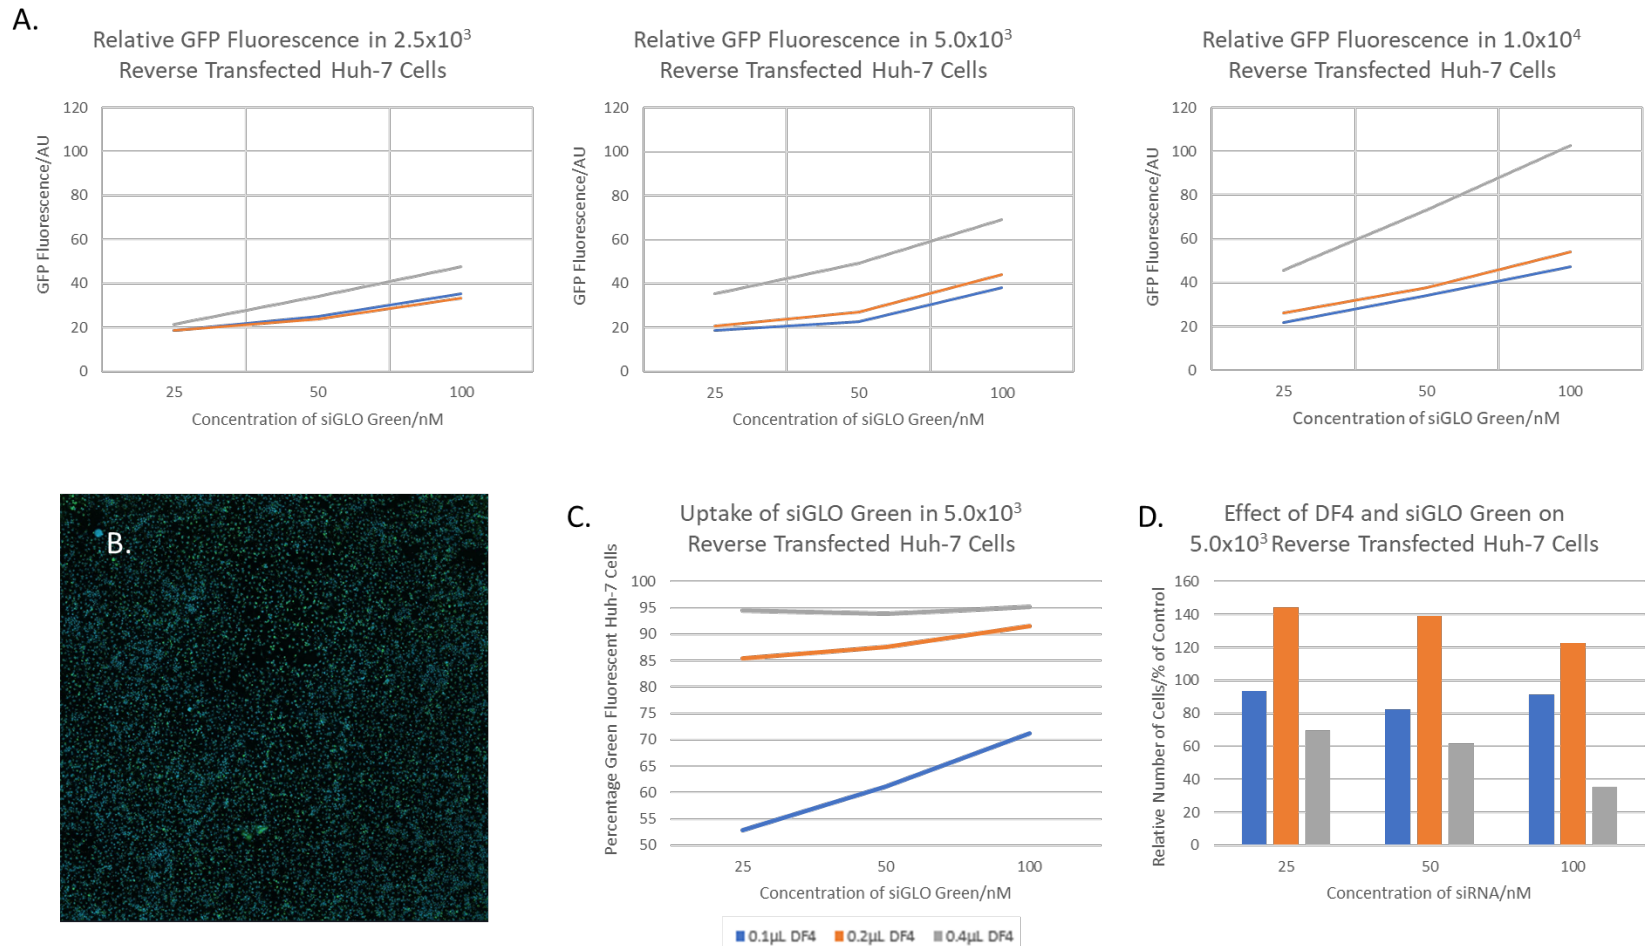 A.
Relative GFP Fluorescence in 2.5x10³
Reverse Transfected Huh-7 Cells
GFP Fluorescence/AU
120
100
80
60
40
20
0
25 50 100
Concentration of siGLO Green/nM
Relative GFP Fluorescence in 5.0x10³
Reverse Transfected Huh-7 Cells
GFP Fluorescence/AU
120
100
80
60
40
20
0
25 50 100
Concentration of siGLO Green/nM
Relative GFP Fluorescence in 1.0x10⁴
Reverse Transfected Huh-7 Cells
GFP Fluorescence/AU
120
100
80
60
40
20
0
25 50 100
Concentration of siGLO Green/nM
B.
C.
Uptake of siGLO Green in 5.0x10³
Reverse Transfected Huh-7 Cells
Percentage Green Fluorescent Huh-7 Cells
100
95
90
85
80
75
70
65
60
55
50
25 50 100
Concentration of siGLO Green/nM
D.
Effect of DF4 and siGLO Green on
5.0x10³ Reverse Transfected Huh-7 Cells
Relative Number of Cells/% of Control
160
140
120
100
80
60
40
20
0
25 50 100
Concentration of siRNA/nM
0.1µL DF4 0.2µL DF4 0.4µL DF4